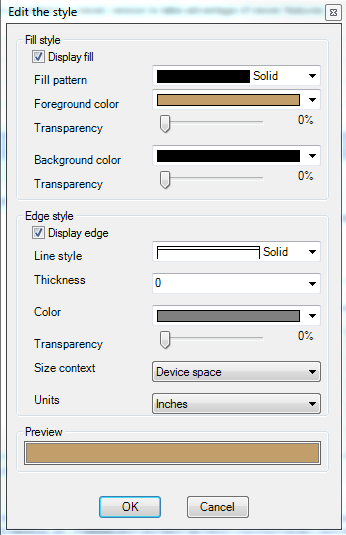 Edit the style
Fill style
Display fill
Fill pattern Solid
Foreground color
Transparency 0%
Background color
Transparency 0%
Edge style
Display edge
Line style Solid
Thickness 0
Color
Transparency 0%
Size context Device space
Units Inches
Preview
OK Cancel